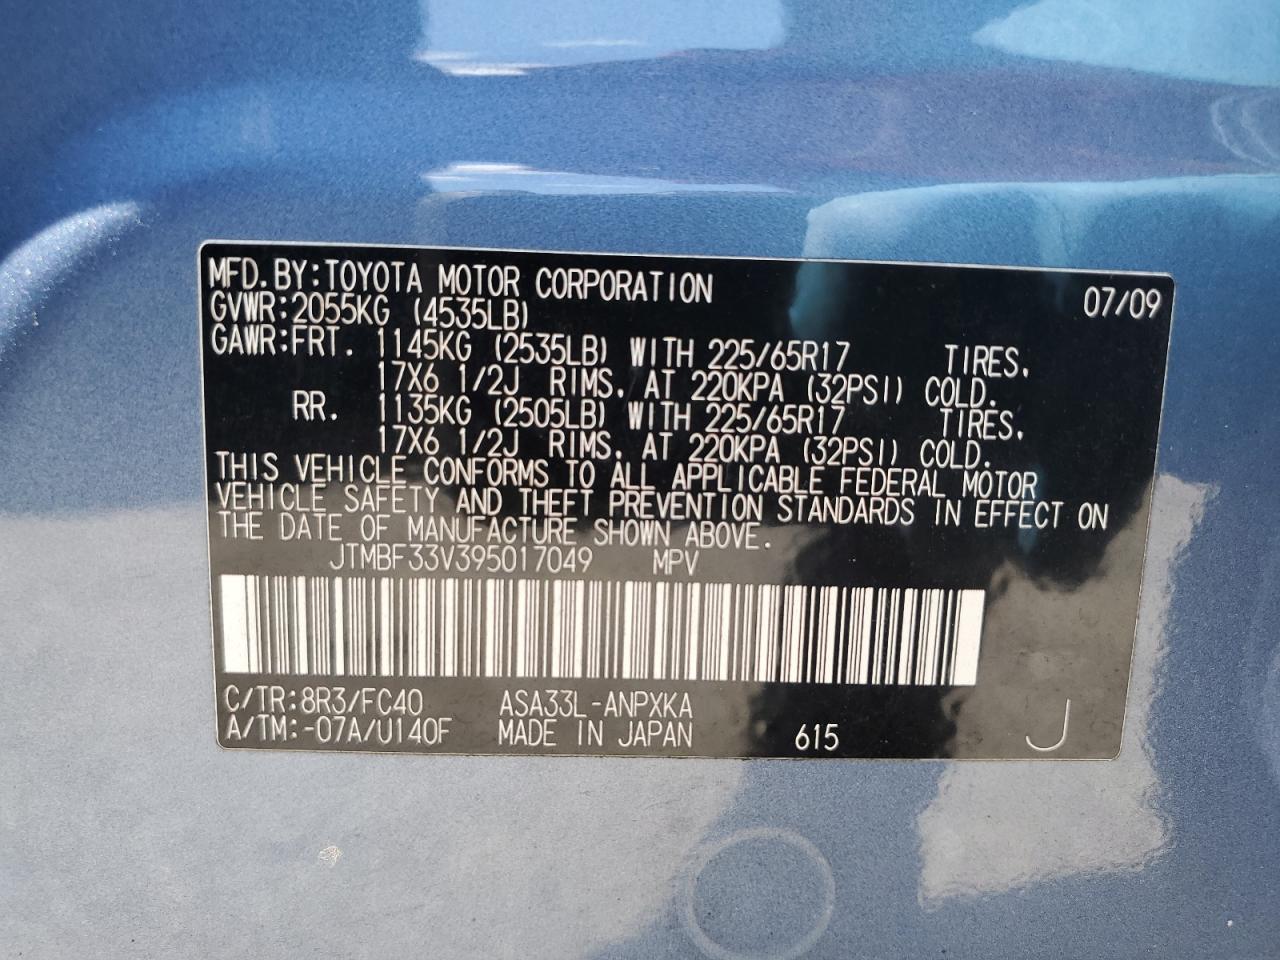 MFD.BY:TOYOTA MOTOR CORPORATION 07/09
GVWR:2055KG (4535LB)
GAWR:FRT. 1145KG (2535LB) WITH 225/65R17 TIRES,
17X6 1/2J RIMS, AT 220KPA (32PSI) COLD.
RR. 1135KG (2505LB) WITH 225/65R17 TIRES,
17X6 1/2J RIMS, AT 220KPA (32PSI) COLD.
THIS VEHICLE CONFORMS TO ALL APPLICABLE FEDERAL MOTOR
VEHICLE SAFETY AND THEFT PREVENTION STANDARDS IN EFFECT ON
THE DATE OF MANUFACTURE SHOWN ABOVE.
JTMBF33V395017049 MPV
C/TR:8R3/FC40 ASA33L-ANPXKA
A/TM:-07A/U140F MADE IN JAPAN 615 J